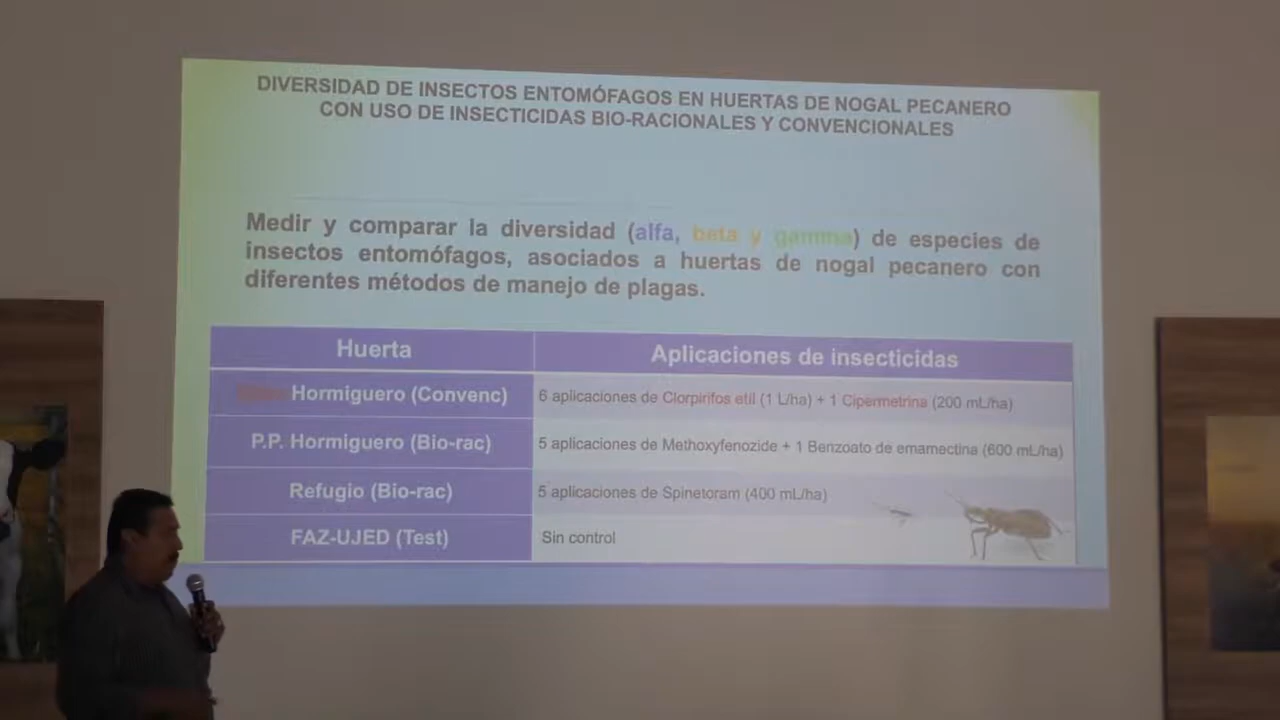 DIVERSIDAD DE INSECTOS ENTOMÓFAGOS EN HUERTAS DE NOGAL PECANERO
CON USO DE INSECTICIDAS BIO-RACIONALES Y CONVENCIONALES
Medir y comparar la diversidad (alfa, beta y gamma) de especies de
insectos entomófagos, asociados a huertas de nogal pecanero con
diferentes métodos de manejo de plagas.
Huerta Aplicaciones de insecticidas
Hormiguero (Convenc) 6 aplicaciones de Clorpirifos etil (1 L/ha) + 1 Cipermetrina (200 mL/ha)
P.P. Hormiguero (Bio-rac) 5 aplicaciones de Methoxyfenozide + 1 Benzoato de emamectina (600 mL/ha)
Refugio (Bio-rac) 5 aplicaciones de Spinetoram (400 mL/ha)
FAZ-UJED (Test) Sin control